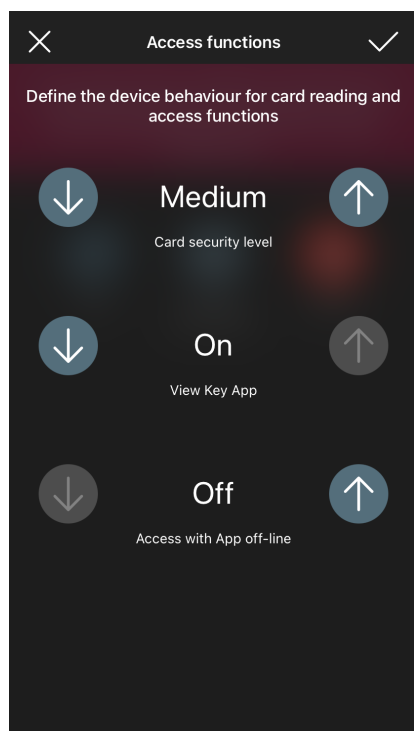 Access functions
Define the device behaviour for card reading and
access functions
Medium
Card security level
On
View Key App
Off
Access with App off-line